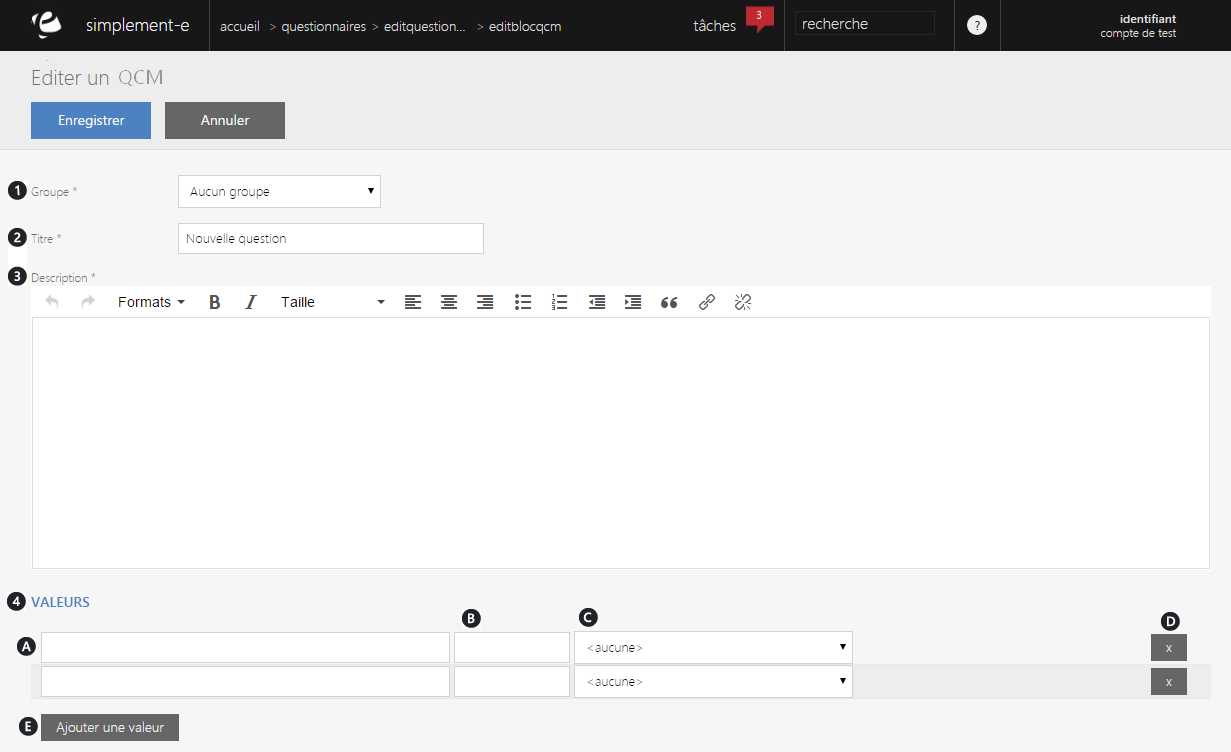 simplement-e accueil > questionnaires > editquestion... > editblocqcm tâches 3 recherche ? identifiant
compte de test
Editer un QCM
Enregistrer Annuler
1 Groupe * Aucun groupe
2 Titre * Nouvelle question
3 Description *
Formats B I Taille
4 VALEURS
B C D
A <aucune> x
<aucune> x
E Ajouter une valeur